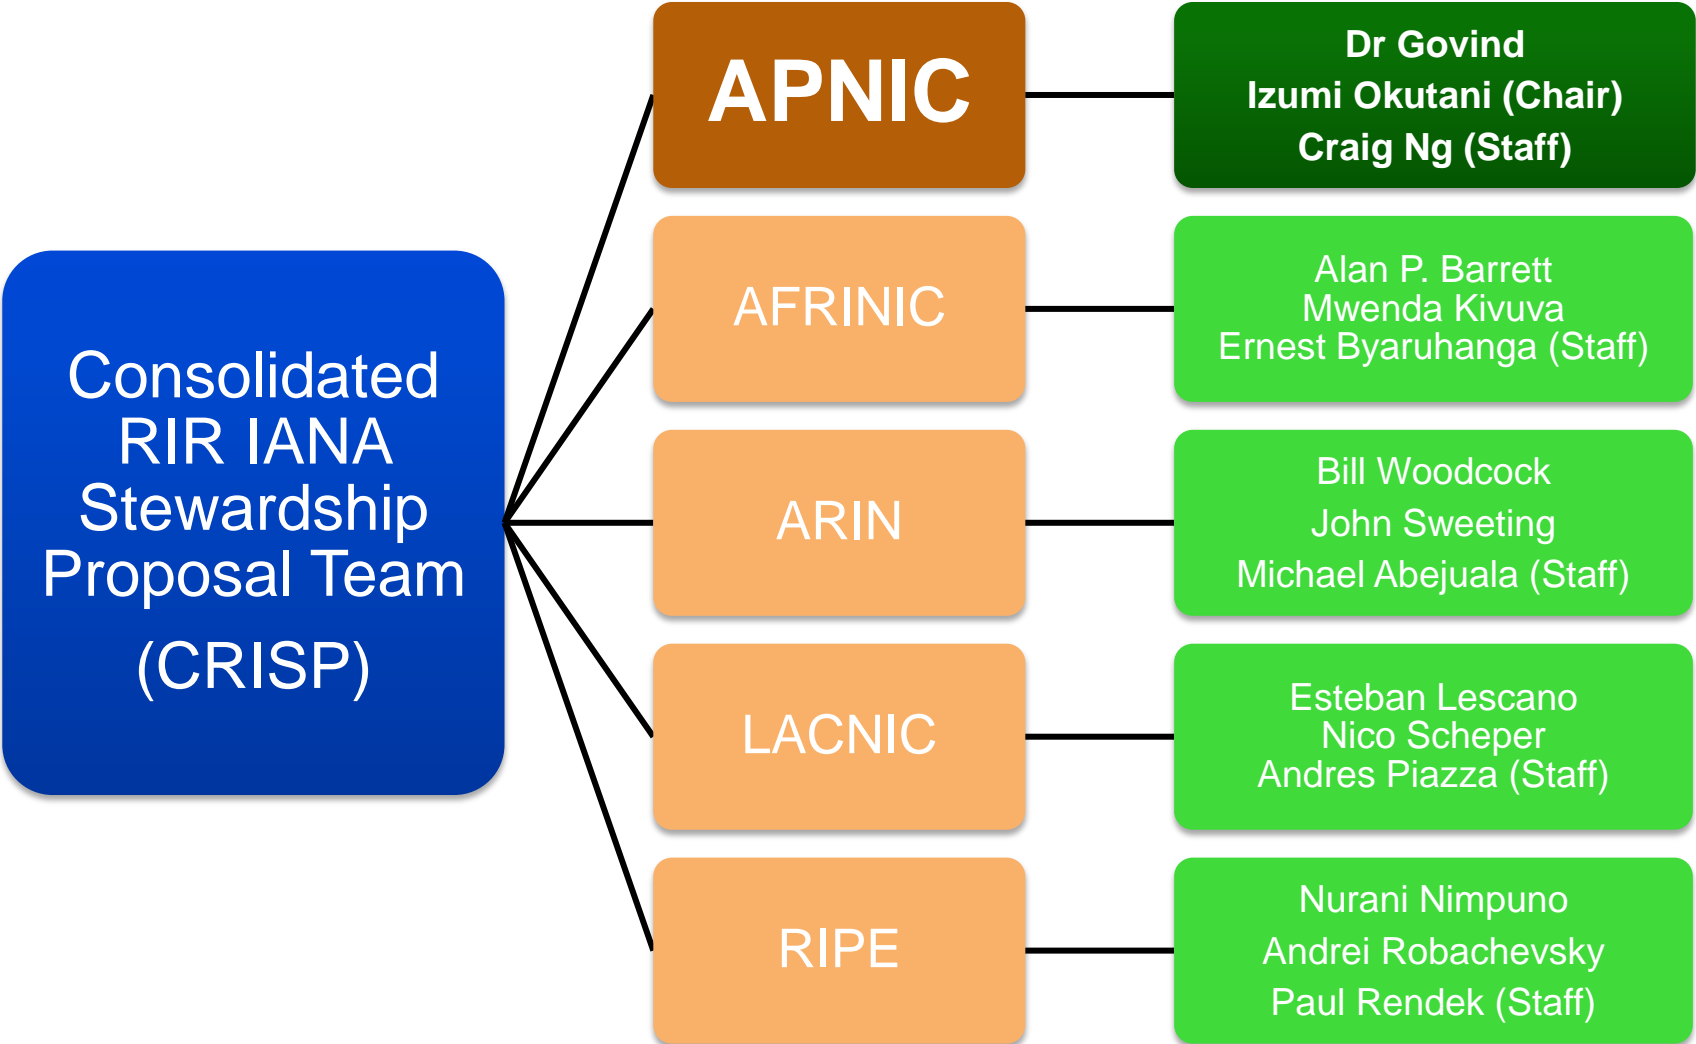 Consolidated
RIR IANA
Stewardship
Proposal Team
(CRISP)
APNIC
Dr Govind
Izumi Okutani (Chair)
Craig Ng (Staff)
AFRINIC
Alan P. Barrett
Mwenda Kivuva
Ernest Byaruhanga (Staff)
ARIN
Bill Woodcock
John Sweeting
Michael Abejuala (Staff)
LACNIC
Esteban Lescano
Nico Scheper
Andres Piazza (Staff)
RIPE
Nurani Nimpuno
Andrei Robachevsky
Paul Rendek (Staff)